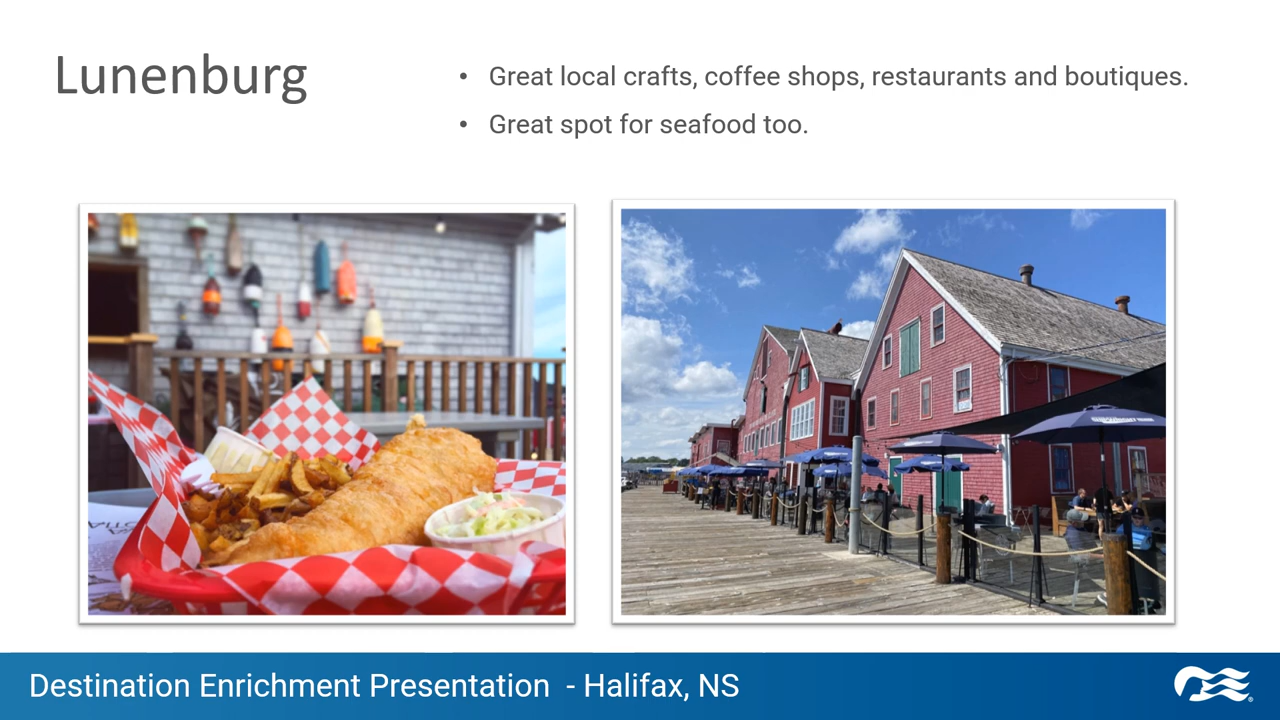 Lunenburg
• Great local crafts, coffee shops, restaurants and boutiques.
• Great spot for seafood too.
Destination Enrichment Presentation - Halifax, NS